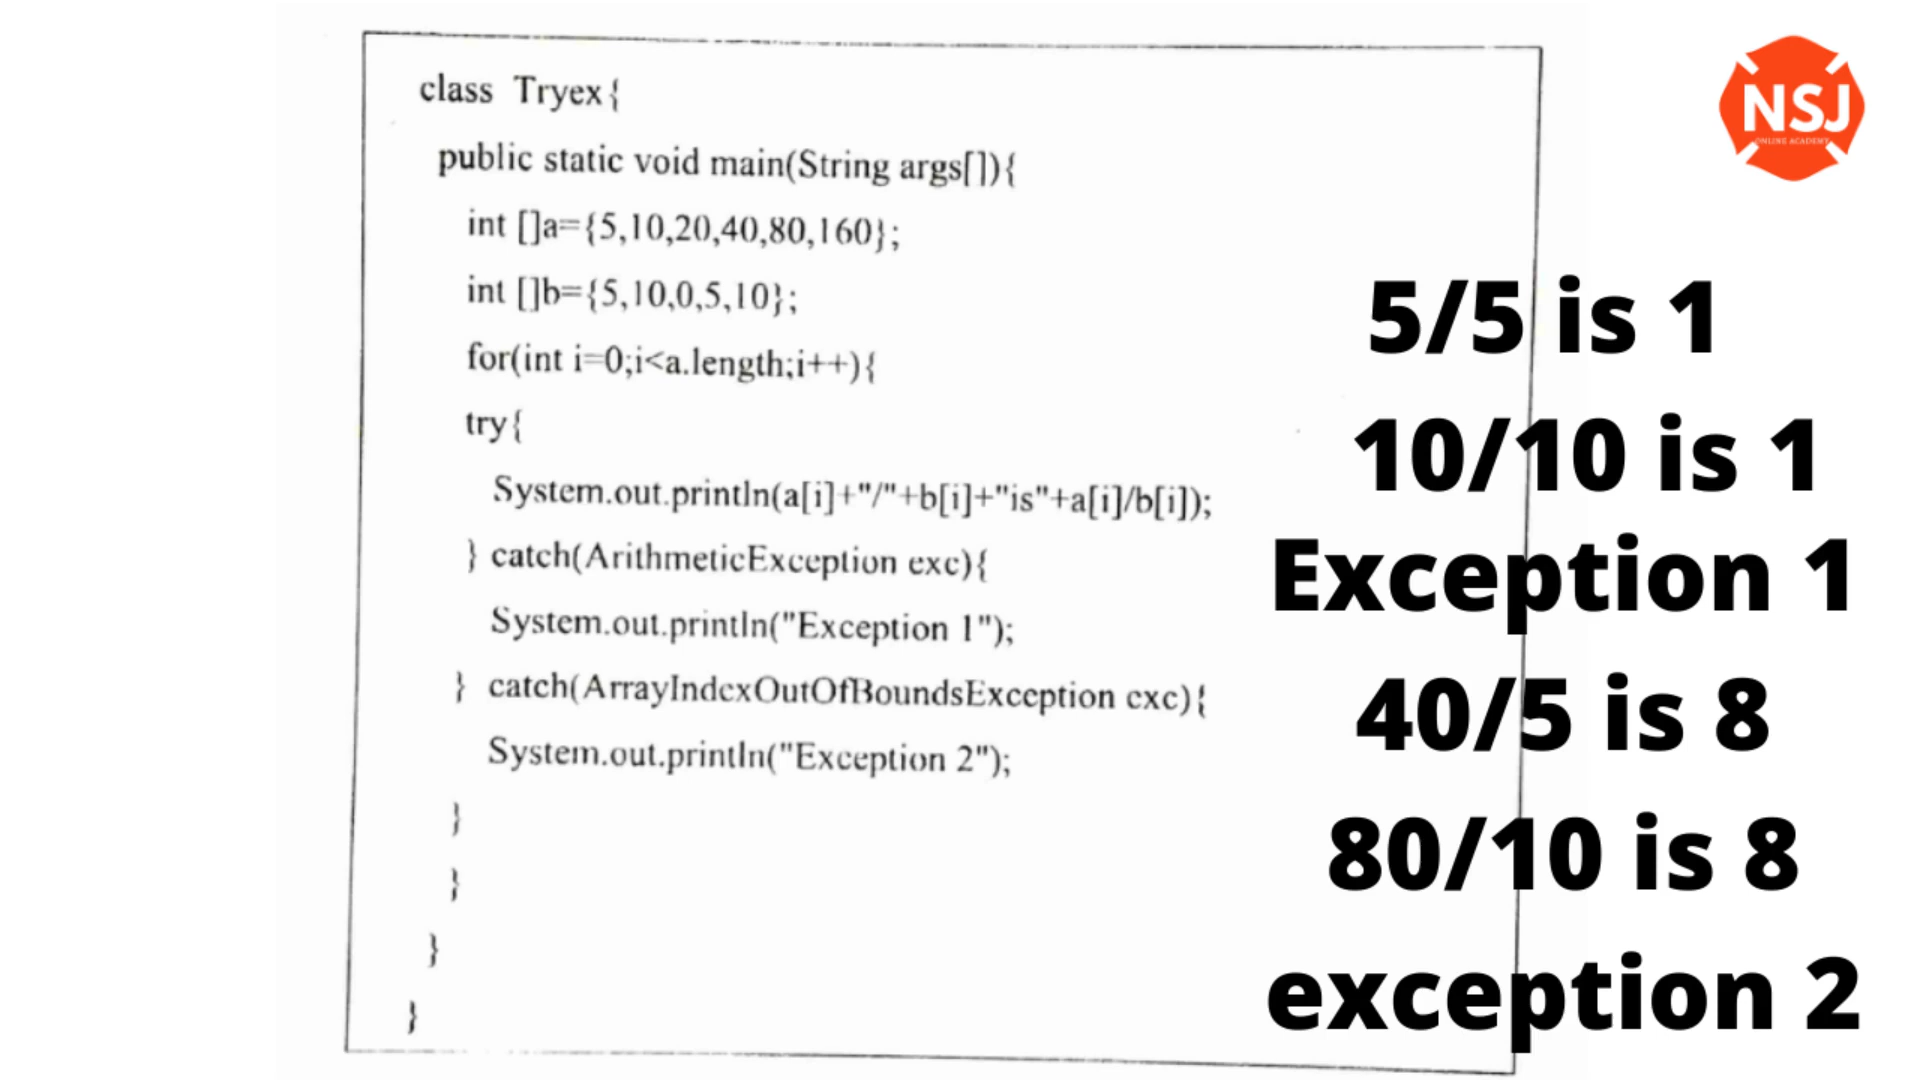 class Tryex{
public static void main(String args[]){
int []a={5,10,20,40,80,160};
int []b={5,10,0,5,10};
for(int i=0;i<a.length;i++){
try{
System.out.println(a[i]+"/"+b[i]+"is"+a[i]/b[i]);
} catch(ArithmeticException exc){
System.out.println("Exception 1");
} catch(ArrayIndexOutOfBoundsException exc){
System.out.println("Exception 2");
}
}
}
}
NSJ
ONLINE ACADEMY
5/5 is 1
10/10 is 1
Exception 1
40/5 is 8
80/10 is 8
exception 2